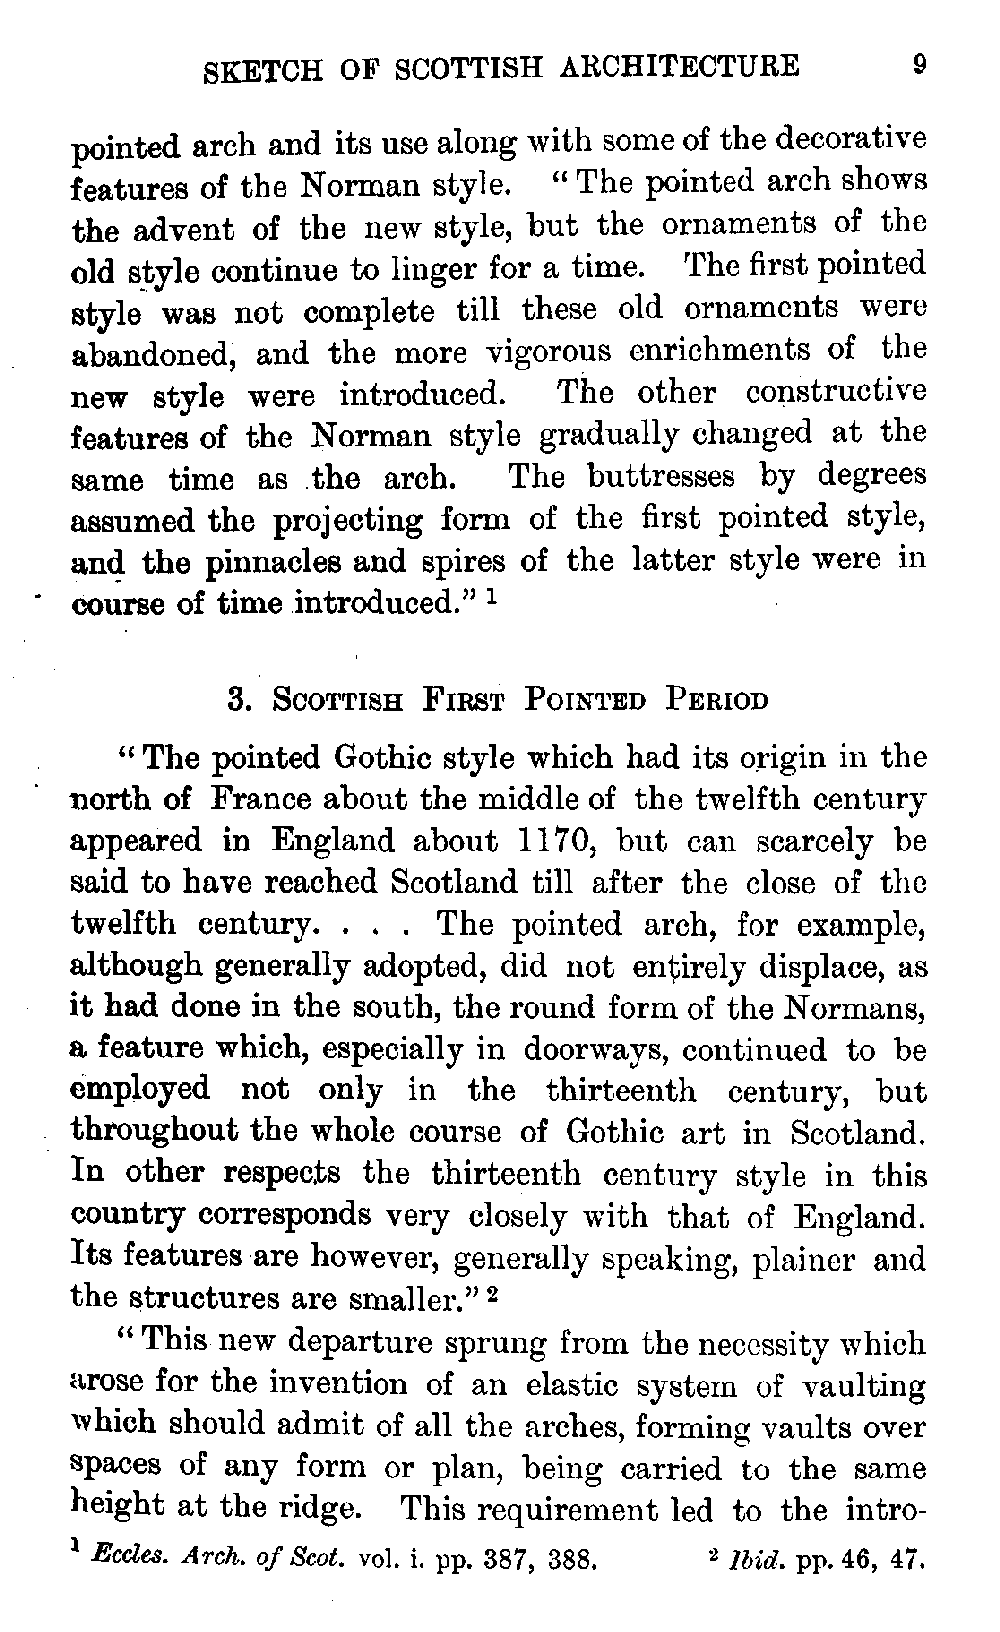 SKETCH OF SCOTTISH ARCHITECTURE 9
pointed arch and its use along with some of the decorative
features of the Norman style. “The pointed arch shows
the advent of the new style, but the ornaments of the
old style continue to linger for a time. The first pointed
style was not complete till these old ornaments were
abandoned, and the more vigorous enrichments of the
new style were introduced. The other constructive
features of the Norman style gradually changed at the
same time as the arch. The buttresses by degrees
assumed the projecting form of the first pointed style,
and the pinnacles and spires of the latter style were in
course of time introduced.” 1
3. SCOTTISH FIRST POINTED PERIOD
“The pointed Gothic style which had its origin in the
north of France about the middle of the twelfth century
appeared in England about 1170, but can scarcely be
said to have reached Scotland till after the close of the
twelfth century. . . . The pointed arch, for example,
although generally adopted, did not entirely displace, as
it had done in the south, the round form of the Normans,
a feature which, especially in doorways, continued to be
employed not only in the thirteenth century, but
throughout the whole course of Gothic art in Scotland.
In other respects the thirteenth century style in this
country corresponds very closely with that of England.
Its features are however, generally speaking, plainer and
the structures are smaller.” 2
“This new departure sprung from the necessity which
arose for the invention of an elastic system of vaulting
which should admit of all the arches, forming vaults over
spaces of any form or plan, being carried to the same
height at the ridge. This requirement led to the intro-
1 Eccles. Arch. of Scot. vol. i. pp. 387, 388. 2 Ibid. pp. 46, 47.